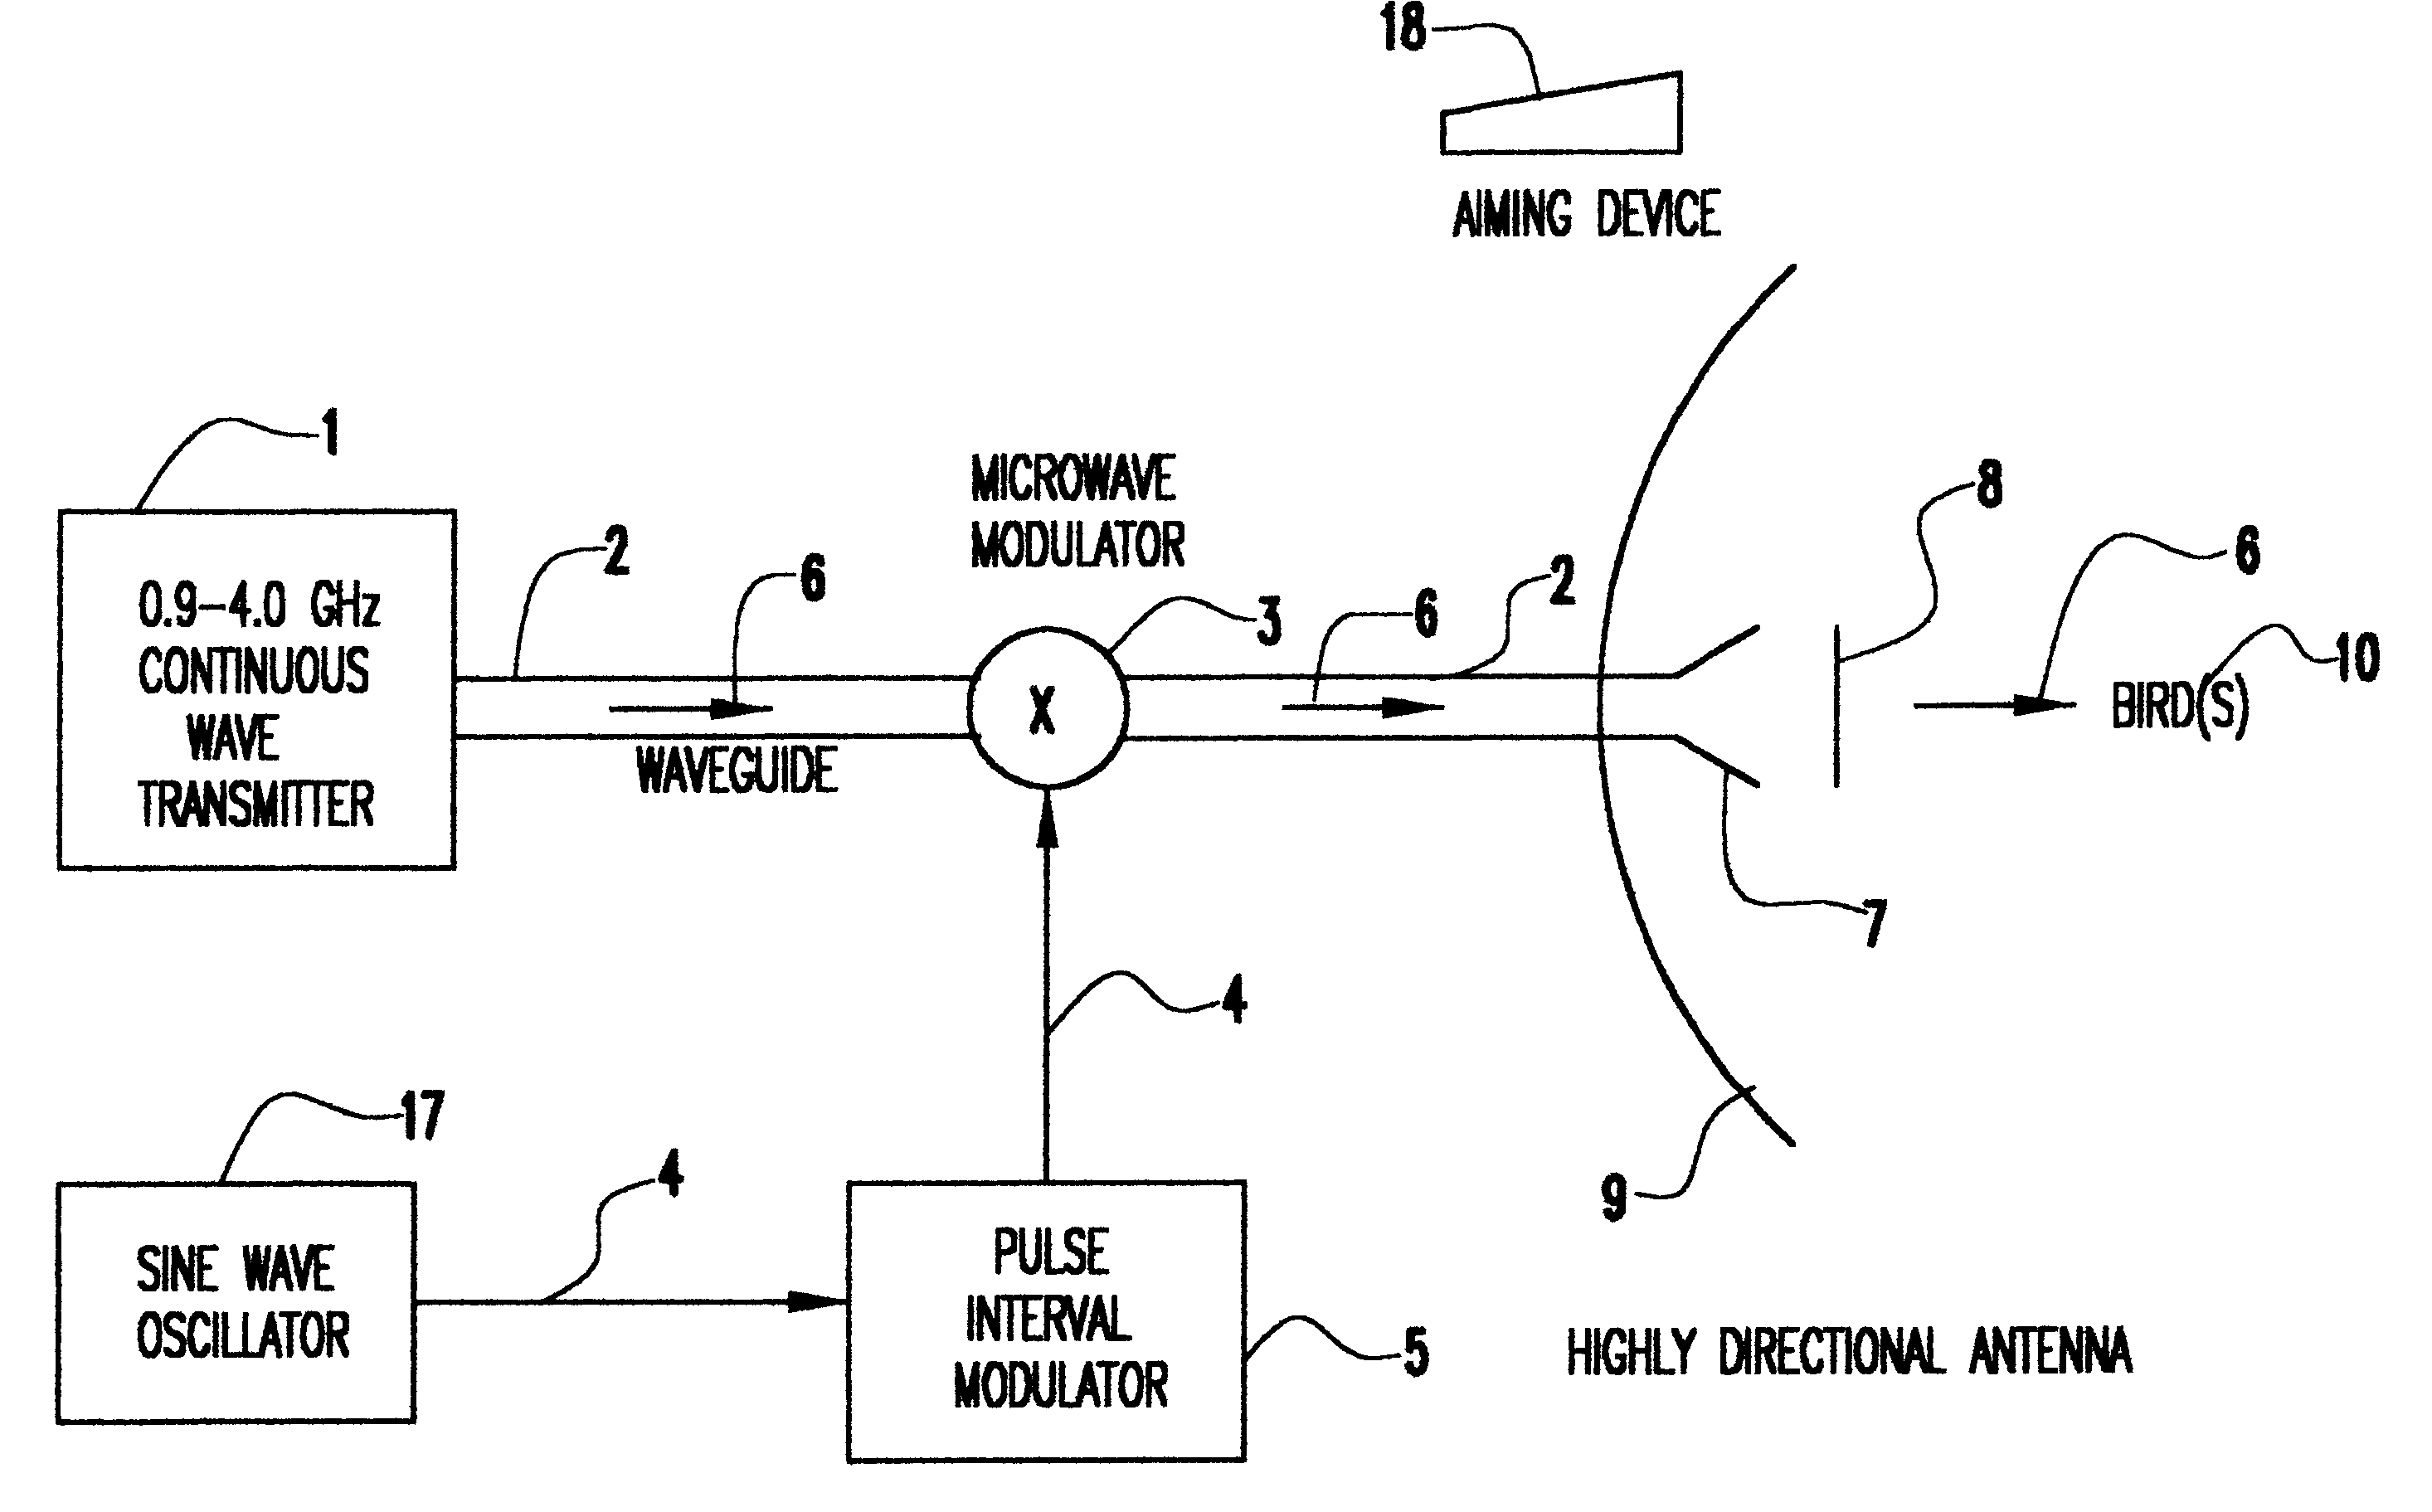 18
AIMING DEVICE
1
2
6
MICROWAVE
MODULATOR
3
6
2
8
6
10
0.9-4.0 GHz
CONTINUOUS
WAVE
TRANSMITTER
X
BIRD(S)
WAVEGUIDE
7
4
17
4
9
SINE WAVE
OSCILLATOR
PULSE
INTERVAL
MODULATOR
5
HIGHLY DIRECTIONAL ANTENNA